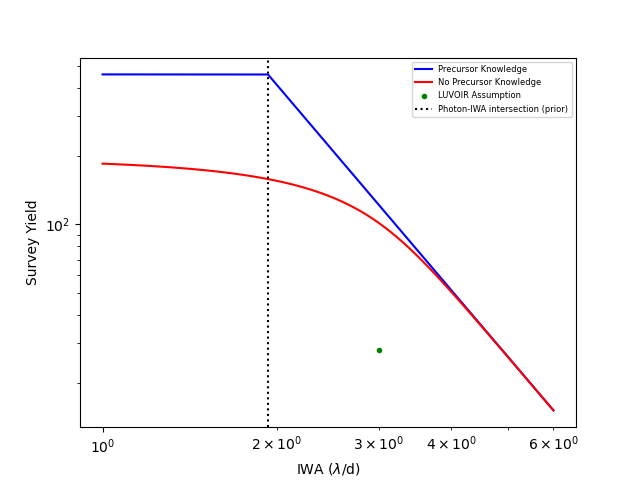 Precursor Knowledge
No Precursor Knowledge
LUVOIR Assumption
Photon-IWA intersection (prior)
Survey Yield
10²
10⁰
2 × 10⁰
3 × 10⁰
4 × 10⁰
6 × 10⁰
IWA (λ/d)